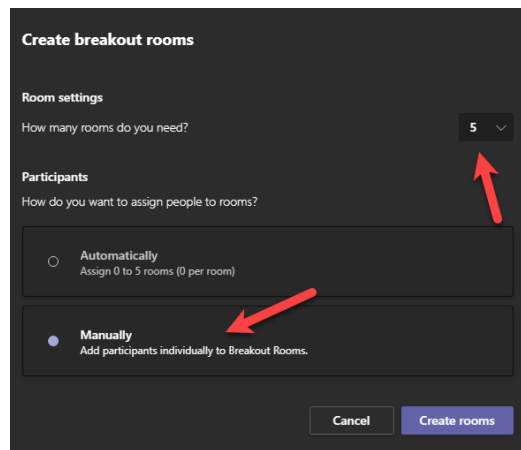 Create breakout rooms
Room settings
How many rooms do you need?
5
Participants
How do you want to assign people to rooms?
Automatically
Assign 0 to 5 rooms (0 per room)
Manually
Add participants individually to Breakout Rooms.
Cancel
Create rooms